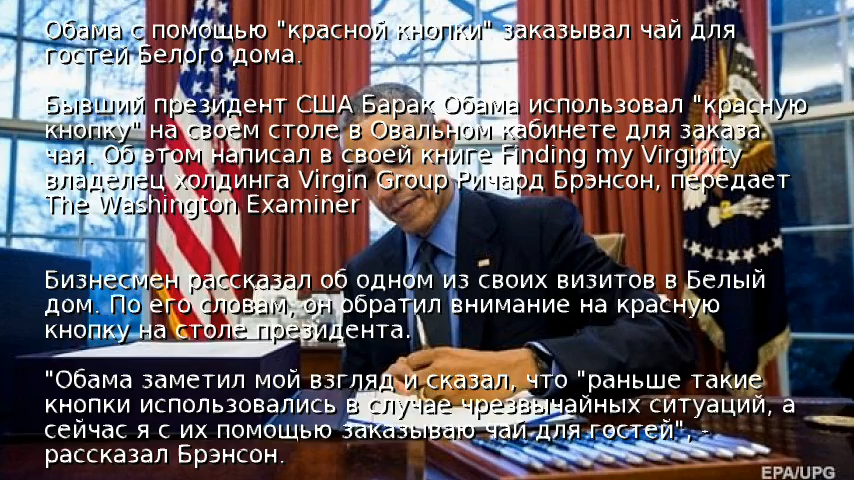 Обама с помощью "красной кнопки" заказывал чай для
гостей Белого дома.
Бывший президент США Барак Обама использовал "красную
кнопку" на своем столе в Овальном кабинете для заказа
чая. Об этом написал в своей книге Finding my Virginity
владелец холдинга Virgin Group Ричард Брэнсон, передает
The Washington Examiner
Бизнесмен рассказал об одном из своих визитов в Белый
дом. По его словам, он обратил внимание на красную
кнопку на столе президента.
"Обама заметил мой взгляд и сказал, что "раньше такие
кнопки использовались в случае чрезвычайных ситуаций, а
сейчас я с их помощью заказываю чай для гостей", -
рассказал Брэнсон.
EPA/UPG